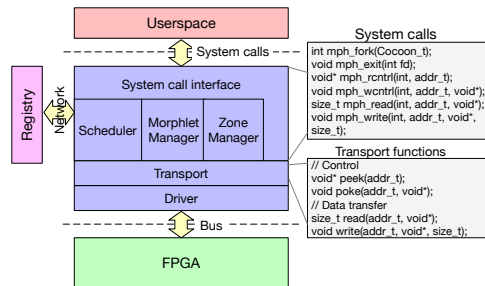 Userspace
System calls
Registry
Network
System call interface
Scheduler
Morphlet
Manager
Zone
Manager
Transport
Driver
Bus
FPGA
System calls
int mph_fork(Cocoon_t);
void mph_exit(int fd);
void* mph_rcntrl(int, addr_t);
void mph_wcntrl(int, addr_t, void*);
size_t mph_read(int, addr_t, void*);
void mph_write(int, addr_t, void*,
size_t);
Transport functions
// Control
void* peek(addr_t);
void poke(addr_t, void*);
// Data transfer
size_t read(addr_t, void*);
void write(addr_t, void*, size_t);